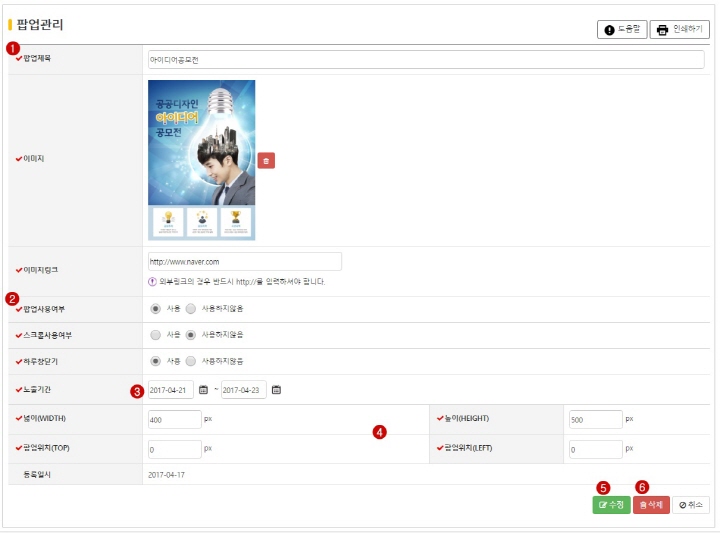 팝업관리
도움말
인쇄하기
1
팝업제목
아이디어공모전
이미지
공공디자인
아이디어
공모전
이미지링크
http://www.naver.com
외부링크의 경우 반드시 http://를 입력하셔야 합니다.
2
팝업사용여부
사용 사용하지않음
스크롤사용여부
사용 사용하지않음
하루창닫기
사용 사용하지않음
노출기간
3
2017-04-21 ~ 2017-04-23
넓이(WIDTH)
400 px
높이(HEIGHT)
500 px
4
팝업위치(TOP)
0 px
팝업위치(LEFT)
0 px
등록일시
2017-04-17
5 6
수정 삭제 취소